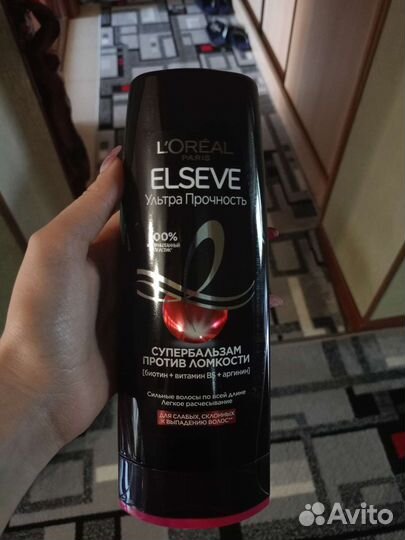 L'ORÉAL
PARIS
ELSEVE
Ультра Прочность
100%
СУПЕРБАЛЬЗАМ
ПРОТИВ ЛОМКОСТИ
[биотин + витамин B5 + аргинин]
Сильные волосы по всей длине
Легкое расчесывание
ДЛЯ СЛАБЫХ, СКЛОННЫХ
К ВЫПАДЕНИЮ ВОЛОС**
Avito